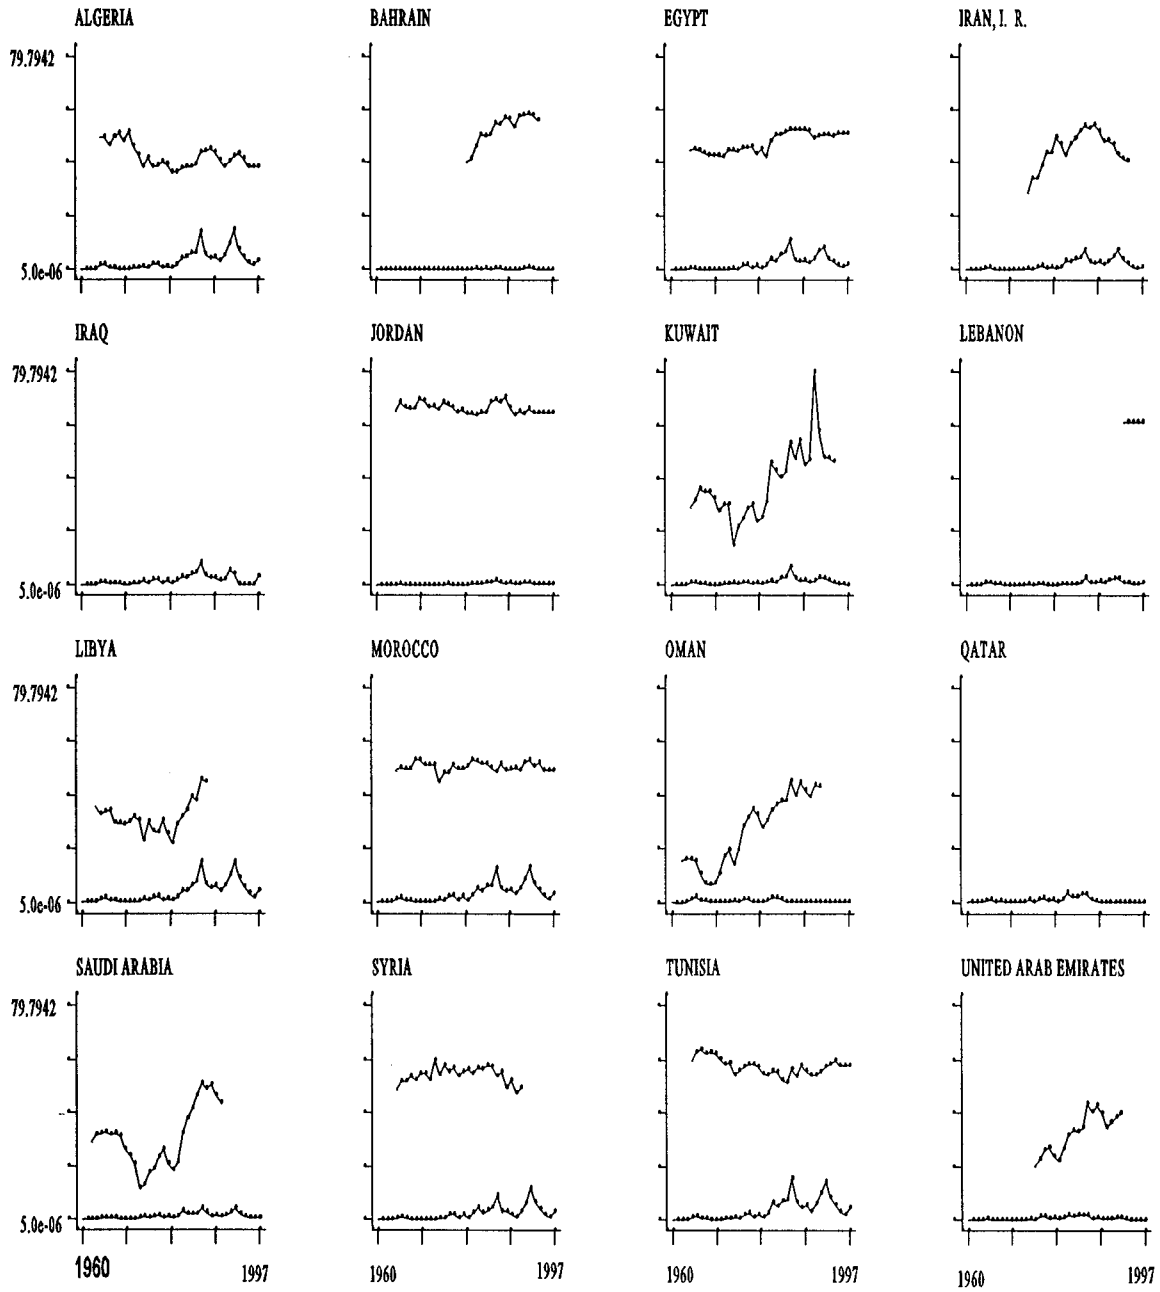 ALGERIA BAHRAIN EGYPT IRAN, I. R.
79.7942
5.0e-06
IRAQ JORDAN KUWAIT LEBANON
79.7942
5.0e-06
LIBYA MOROCCO OMAN QATAR
79.7942
5.0e-06
SAUDI ARABIA SYRIA TUNISIA UNITED ARAB EMIRATES
79.7942
5.0e-06
1960 1997 1960 1997 1960 1997 1960 1997